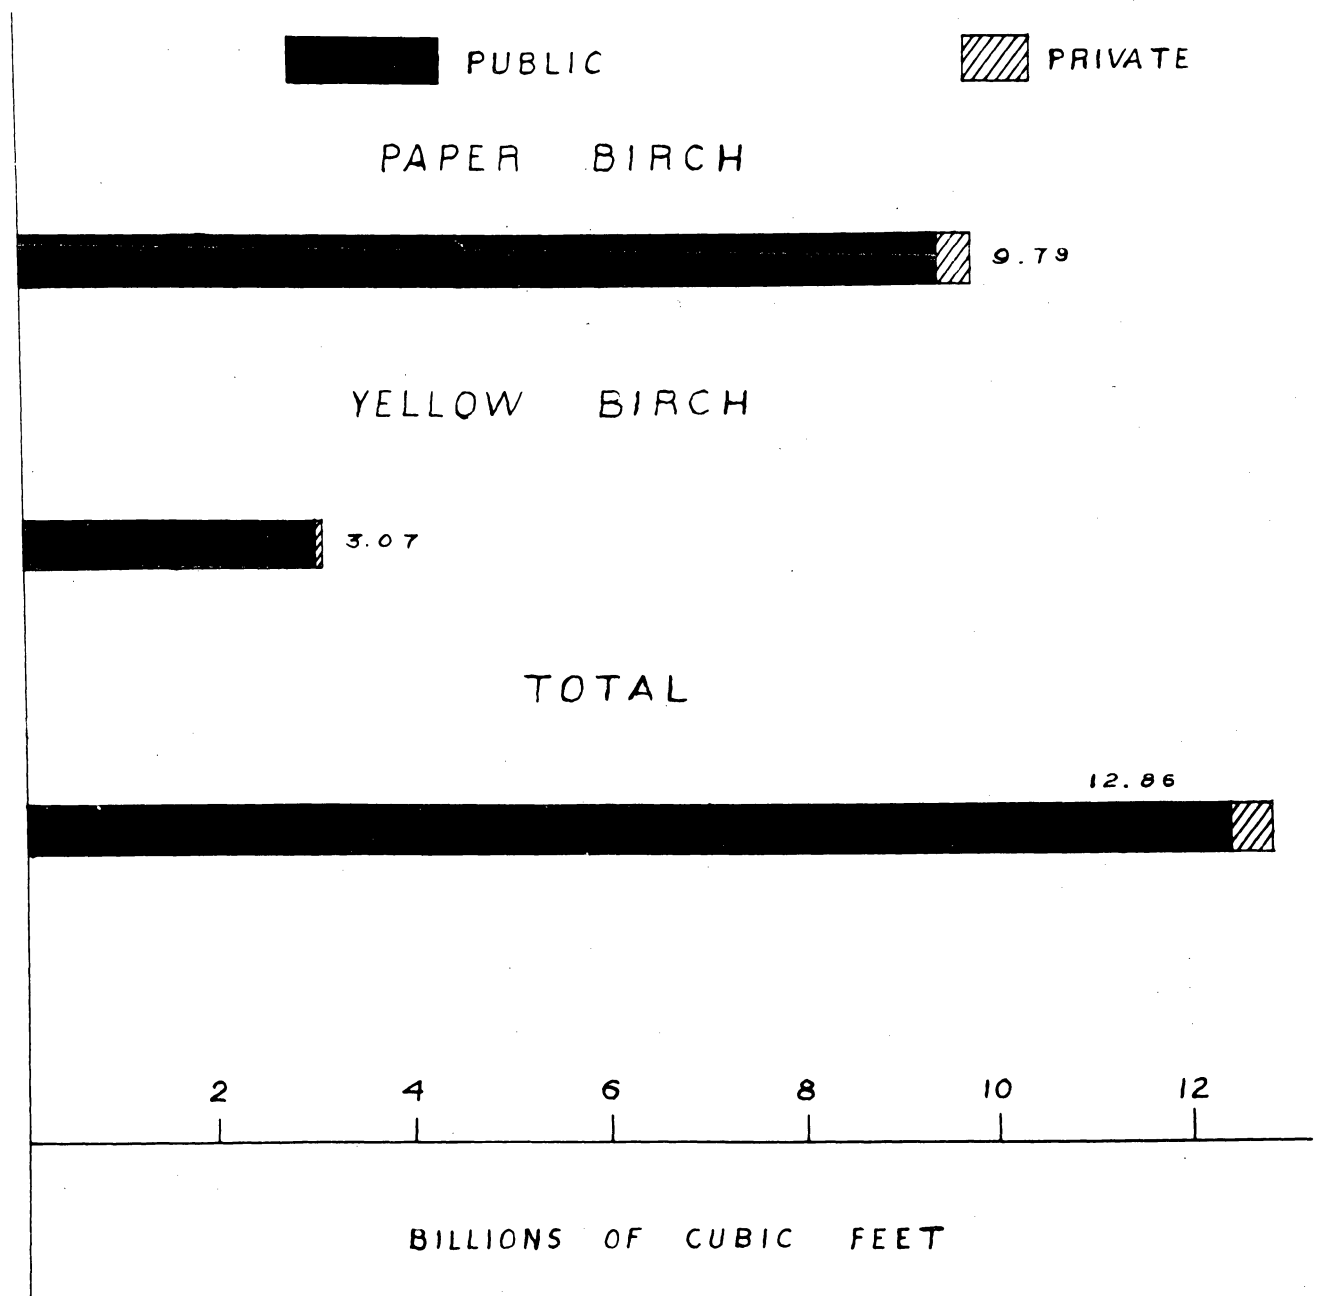 PUBLIC PRIVATE
PAPER BIRCH
9.79
YELLOW BIRCH
3.07
TOTAL
12.86
2 4 6 8 10 12
BILLIONS OF CUBIC FEET